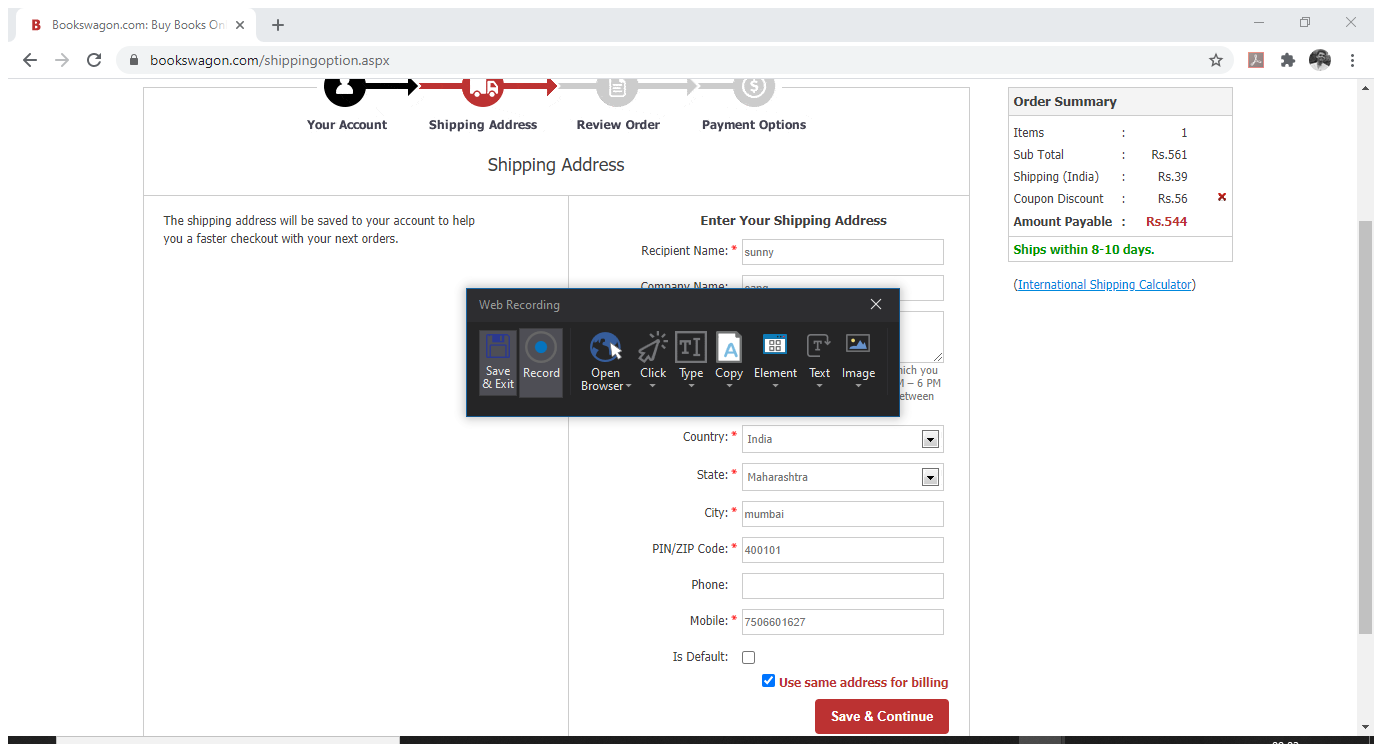 Bookswagon.com: Buy Books On
bookswagon.com/shippingoption.aspx
Your Account
Shipping Address
Review Order
Payment Options
Shipping Address
The shipping address will be saved to your account to help
you a faster checkout with your next orders.
Enter Your Shipping Address
Recipient Name: * sunny
Company Name:
Web Recording
Save
& Exit
Record
Open
Browser
Click
Type
Copy
Element
Text
Image
hich you
M – 6 PM
etween
Country: * India
State: * Maharashtra
City: * mumbai
PIN/ZIP Code: * 400101
Phone:
Mobile: * 7506601627
Is Default:
Use same address for billing
Save & Continue
Order Summary
Items : 1
Sub Total : Rs.561
Shipping (India) : Rs.39
Coupon Discount : Rs.56
Amount Payable : Rs.544
Ships within 8-10 days.
(International Shipping Calculator)